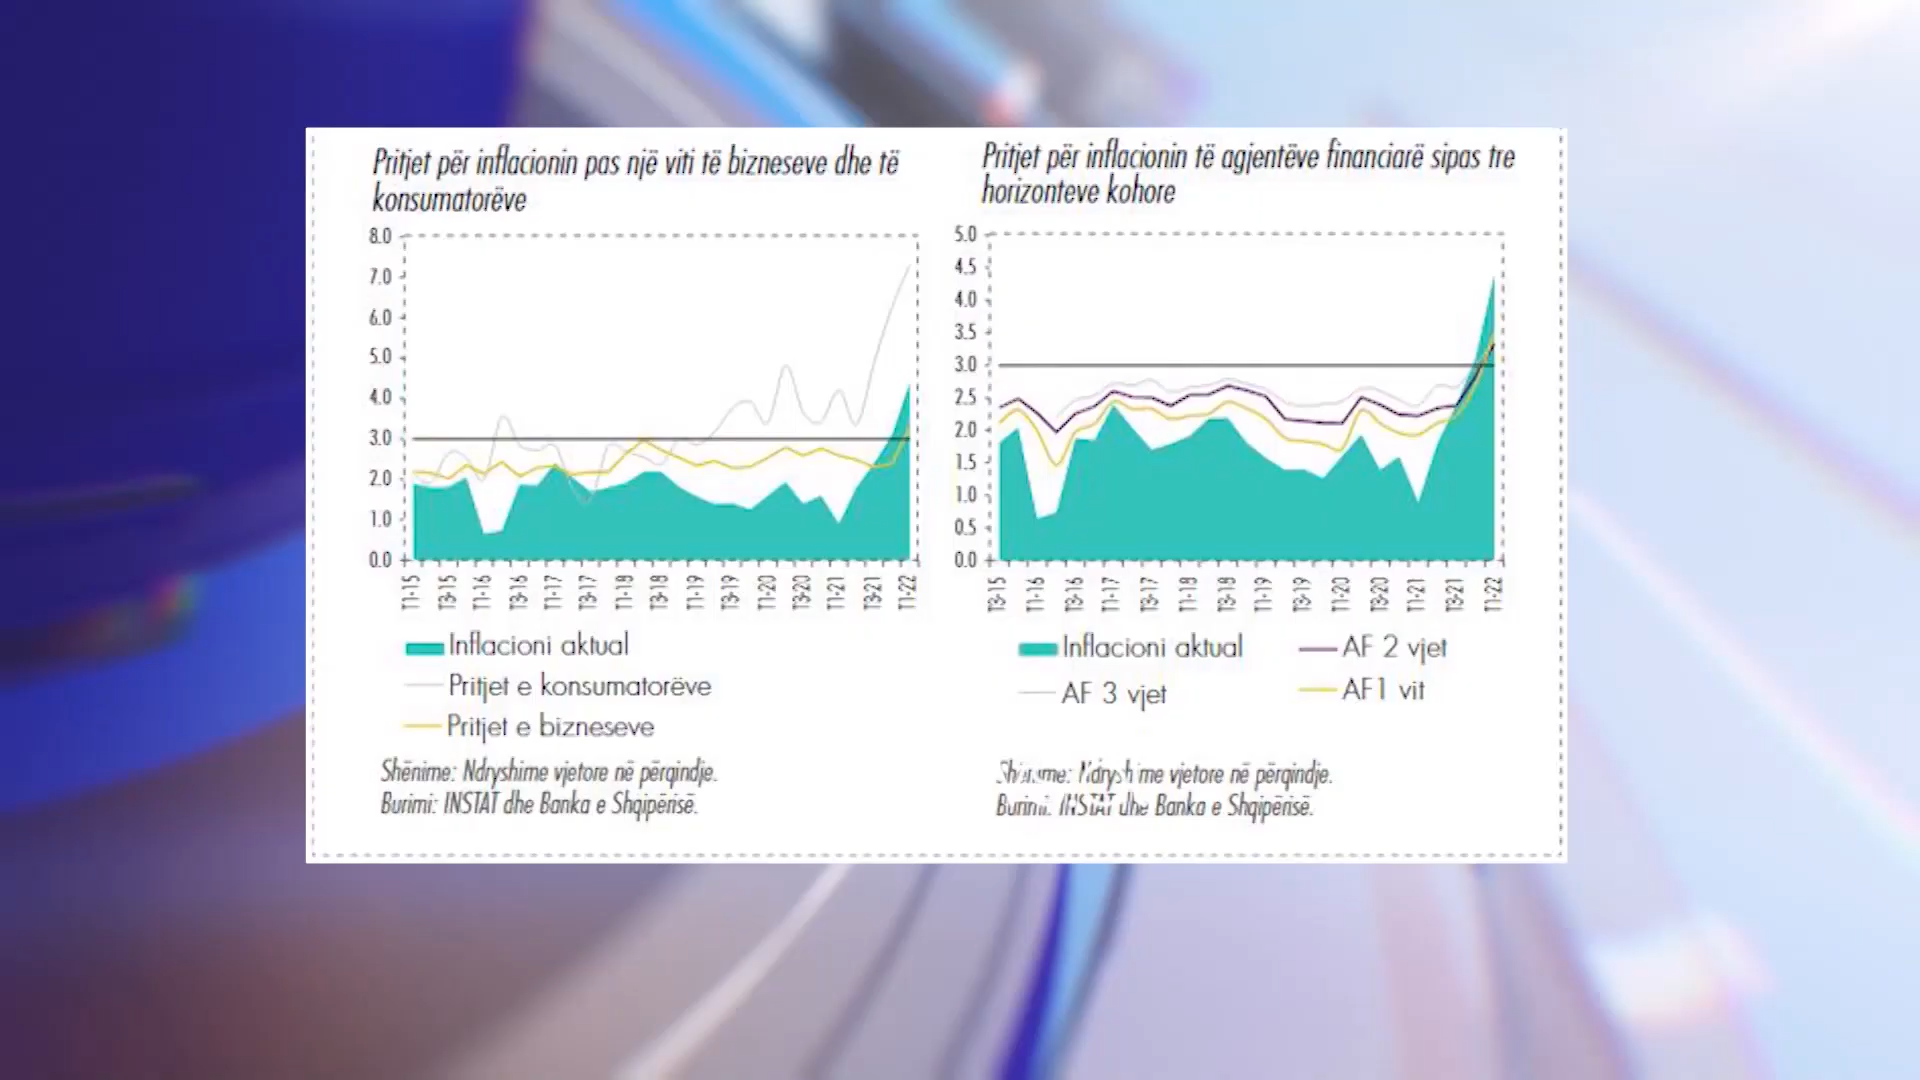 Pritjet për inflacionin pas një viti të bizneseve dhe të
konsumatorëve
8.0
7.0
6.0
5.0
4.0
3.0
2.0
1.0
0.0
T1-15
T3-15
T1-16
T3-16
T1-17
T3-17
T1-18
T3-18
T1-19
T3-19
T1-20
T3-20
T1-21
T3-21
T1-22
Inflacioni aktual
Pritjet e konsumatorëve
Pritjet e bizneseve
Shënime: Ndryshime vjetore në përqindje.
Burimi: INSTAT dhe Banka e Shqipërisë.
Pritjet për inflacionin të agjentëve financiarë sipas tre
horizonteve kohore
5.0
4.5
4.0
3.5
3.0
2.5
2.0
1.5
1.0
0.5
0.0
T3-15
T1-16
T3-16
T1-17
T3-17
T1-18
T3-18
T1-19
T3-19
T1-20
T3-20
T1-21
T3-21
T1-22
Inflacioni aktual
AF 2 vjet
AF 3 vjet
AF1 vit
Shënime: Ndryshime vjetore në përqindje.
Burimi: INSTAT dhe Banka e Shqipërisë.